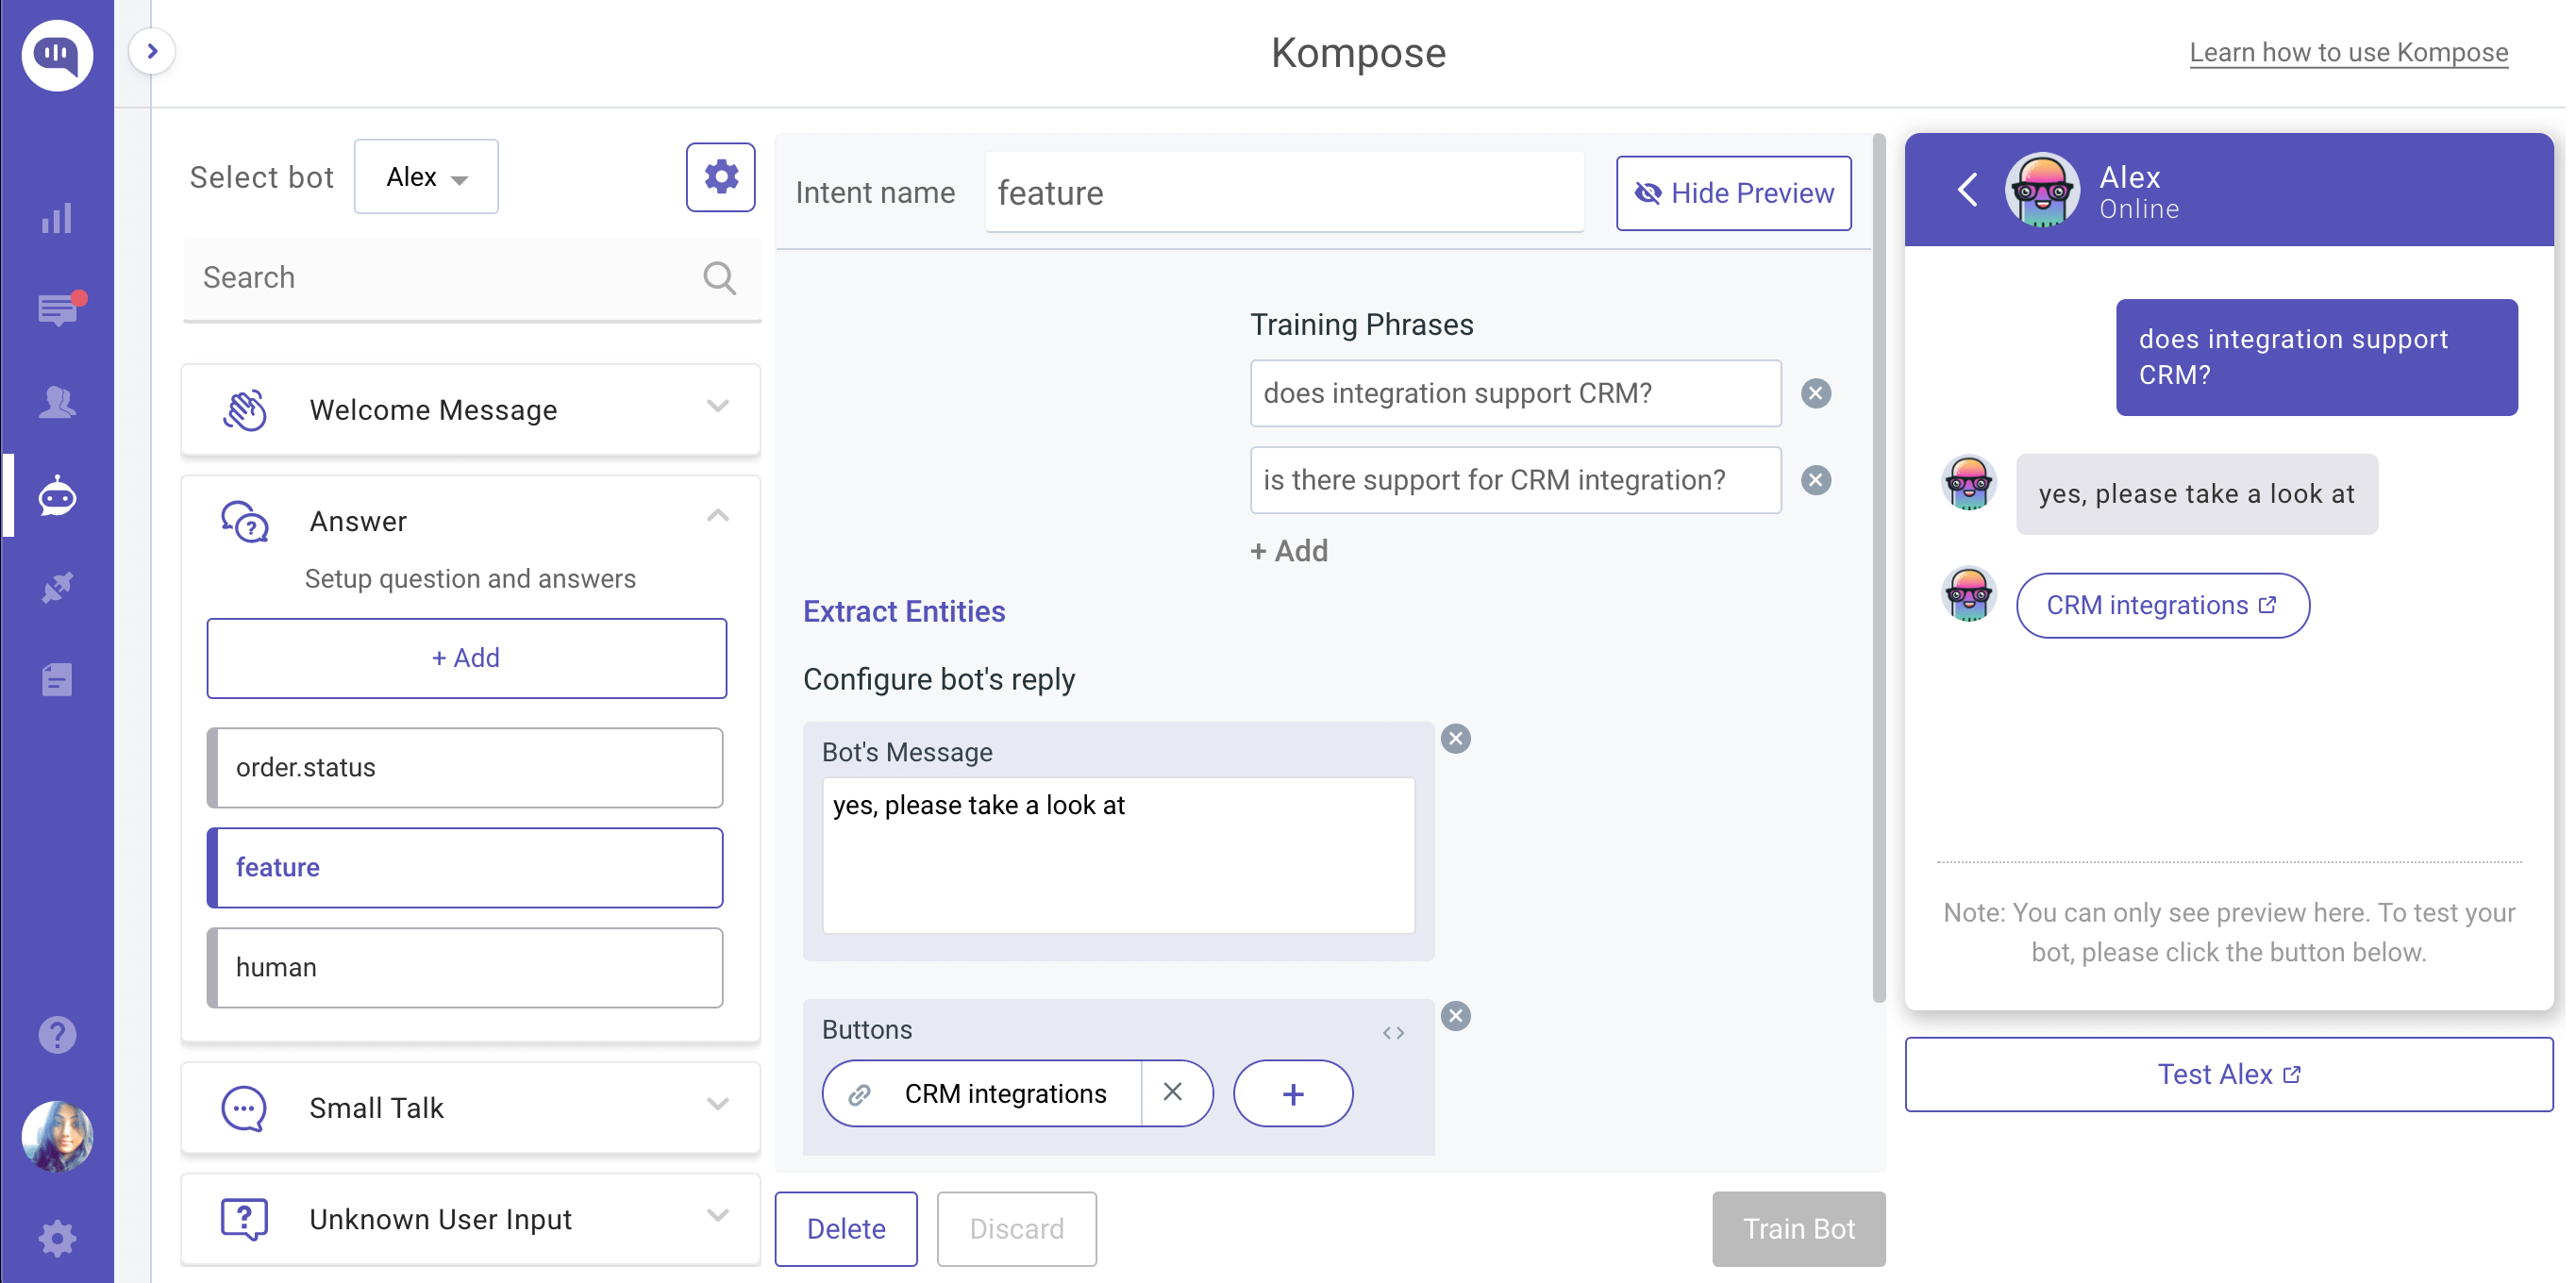 Kompose
Learn how to use Kompose
Select bot
Alex
Search
Welcome Message
Answer
Setup question and answers
+ Add
order.status
feature
human
Small Talk
Unknown User Input
Intent name
feature
Hide Preview
Training Phrases
does integration support CRM?
is there support for CRM integration?
+ Add
Extract Entities
Configure bot's reply
Bot's Message
yes, please take a look at
Buttons
CRM integrations
+
Delete
Discard
Train Bot
Alex
Online
does integration support
CRM?
yes, please take a look at
CRM integrations
Note: You can only see preview here. To test your
bot, please click the button below.
Test Alex